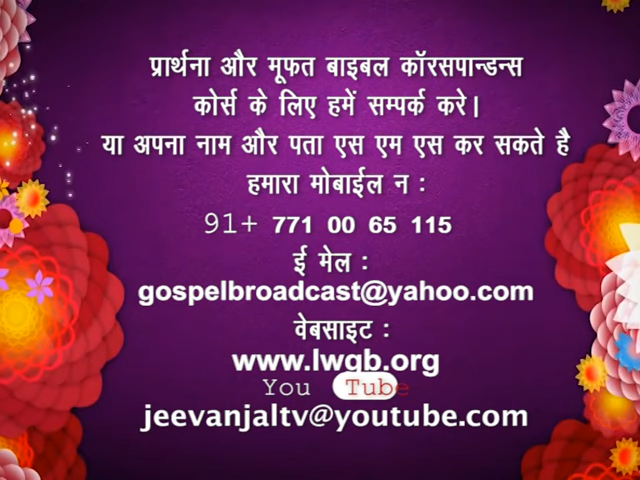 प्रार्थना और मूफत बाइबल कॉरसपान्डन्स
कोर्स के लिए हमें सम्पर्क करे।
या अपना नाम और पता एस एम एस कर सकते है
हमारा मोबाईल न :
91+ 771 00 65 115
ई मेल :
gospelbroadcast@yahoo.com
वेबसाइट :
www.lwgb.org
You Tube
jeevanjaltv@youtube.com